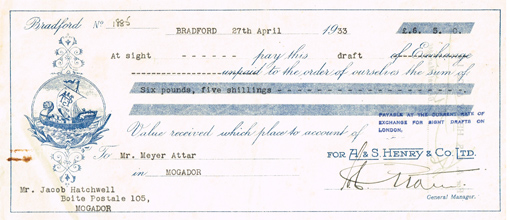 Bradford No 1985 BRADFORD 27th April 1933 £.6. 5. 0.
At sight - - - - - - pay this draft of Exchange
unpaid to the order of ourselves the sum of
Six pounds, five shillings
PAYABLE AT THE CURRENT RATE OF
EXCHANGE FOR SIGHT DRAFTS ON
LONDON.
Value received which place to account of
To Mr. Meyer Attar
FOR A. & S. HENRY & CO. LTD.
in MOGADOR
Mr. Jacob Hatchwell
Boite Postale 105,
MOGADOR
General Manager.